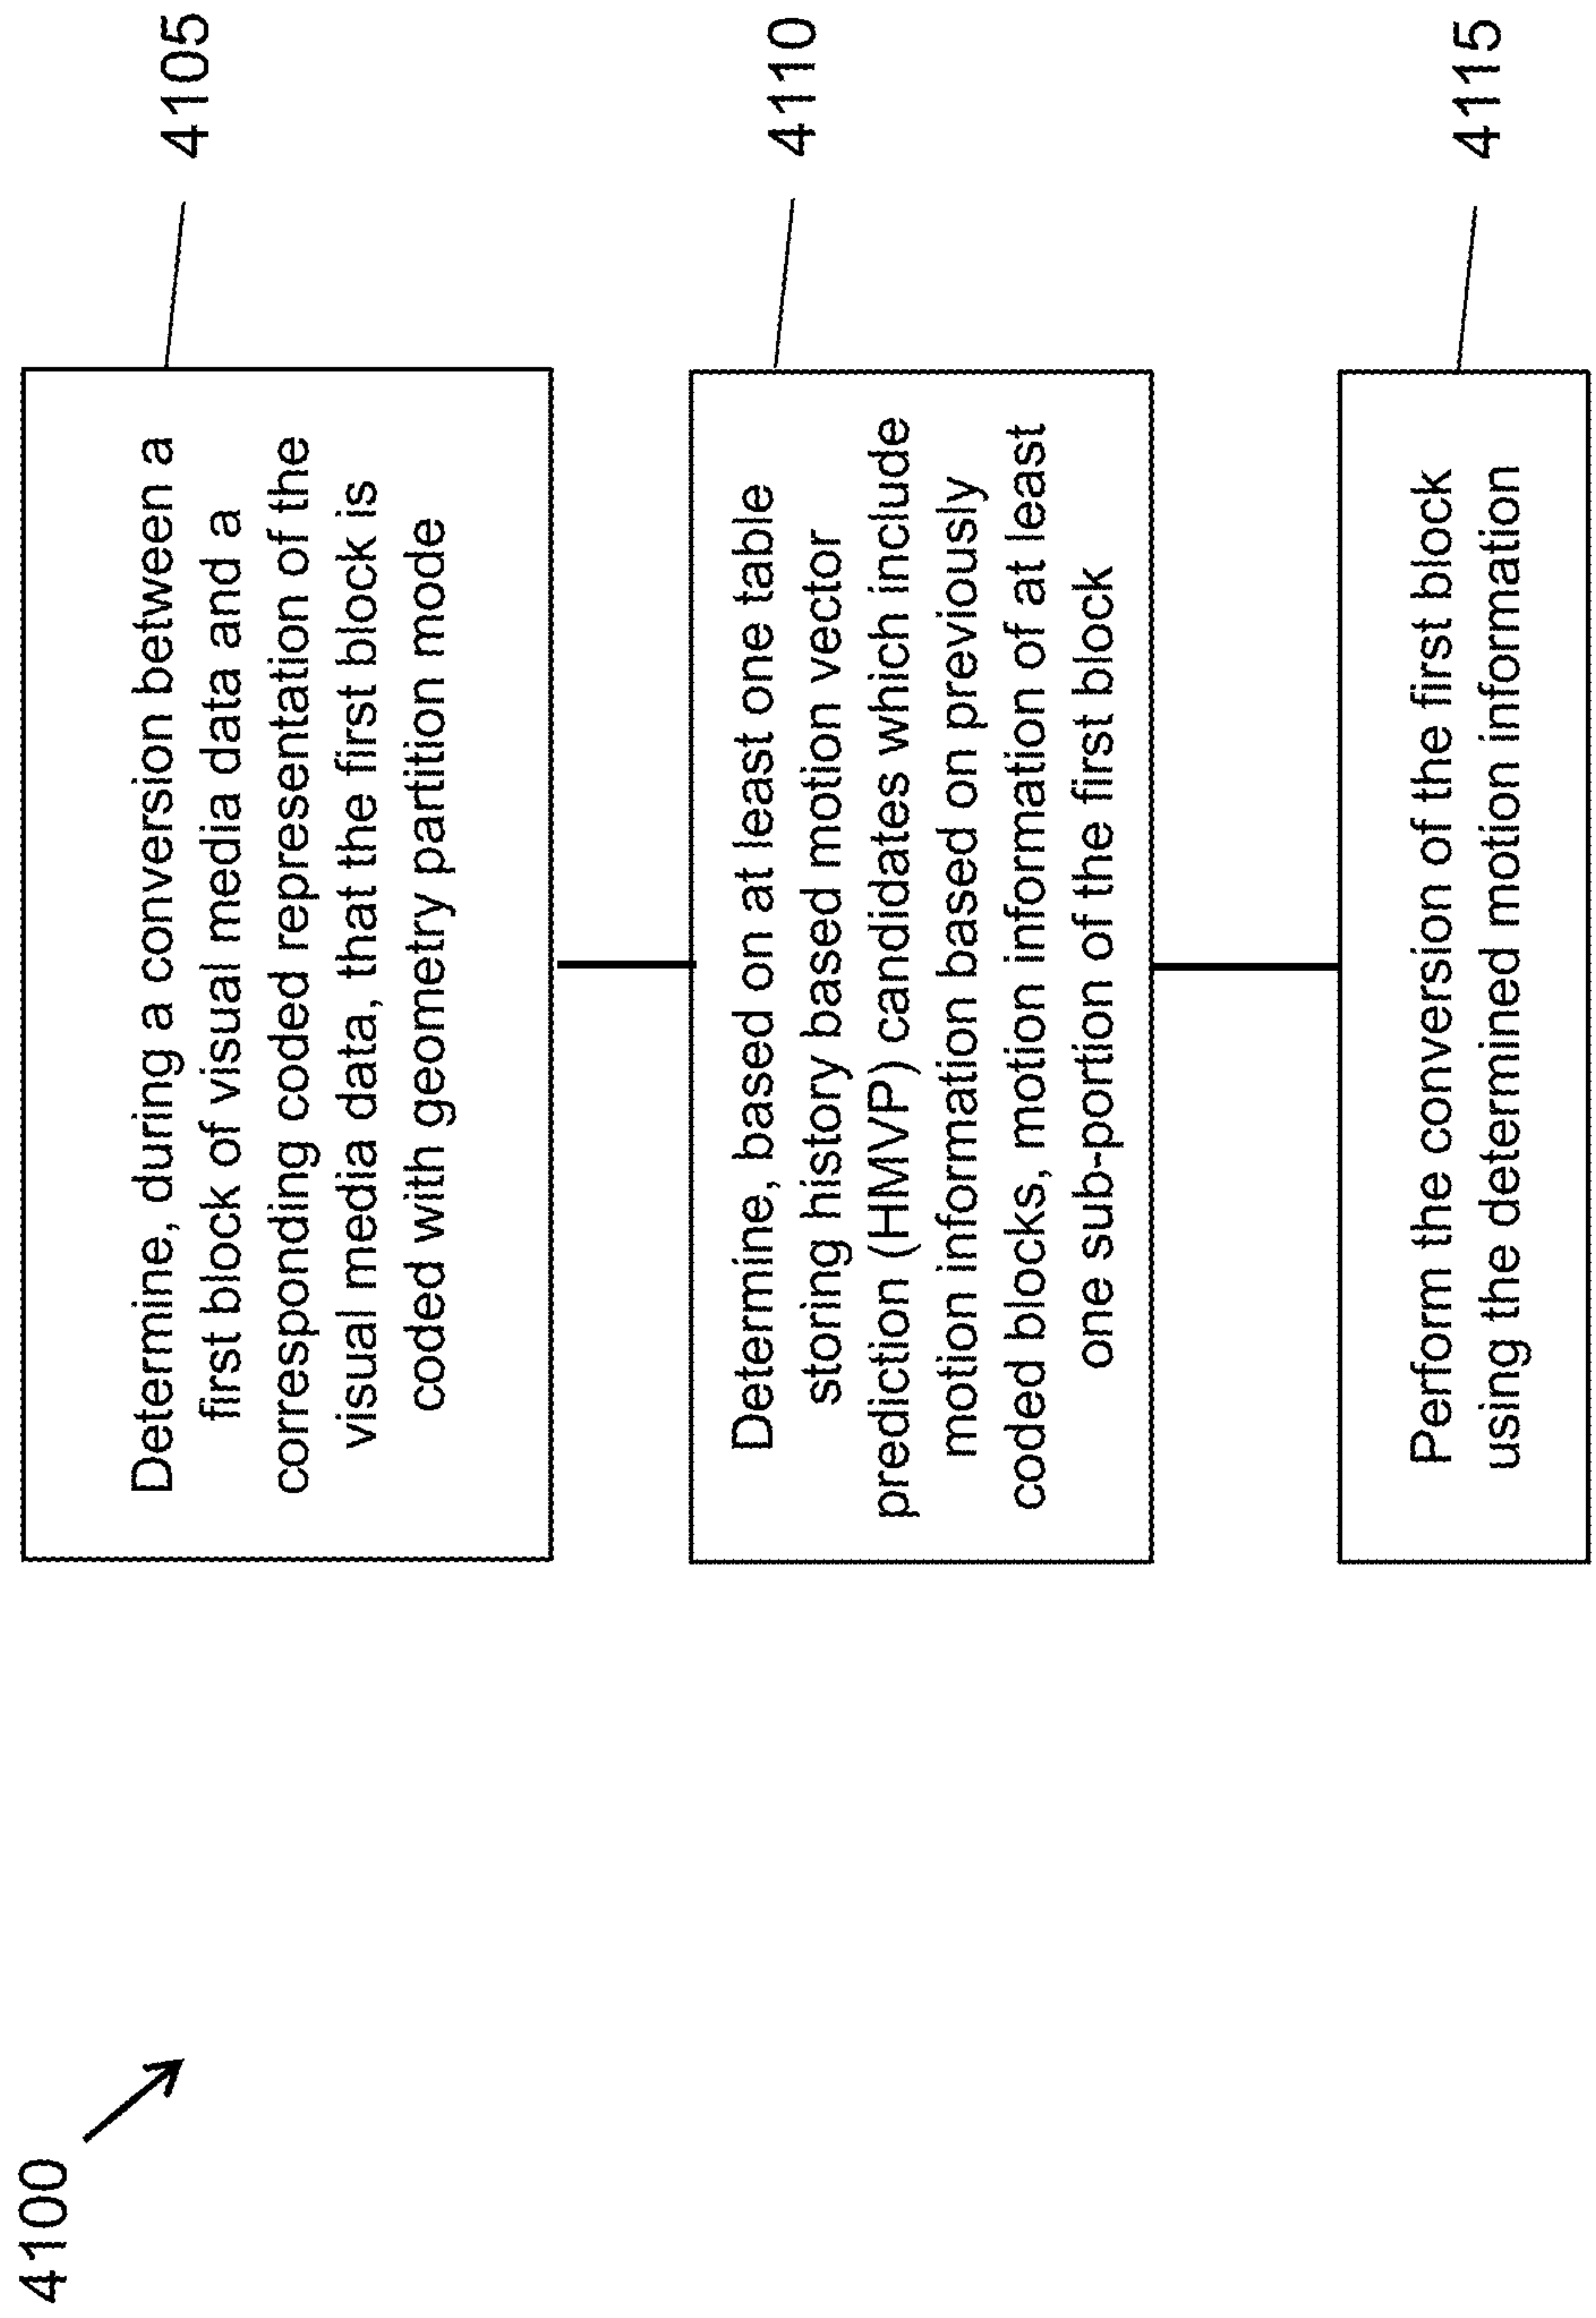 4100
Determine, during a conversion between a
first block of visual media data and a
corresponding coded representation of the
visual media data, that the first block is
coded with geometry partition mode
4105
Determine, based on at least one table
storing history based motion vector
prediction (HMVP) candidates which include
motion information based on previously
coded blocks, motion information of at least
one sub-portion of the first block
4110
Perform the conversion of the first block
using the determined motion information
4115